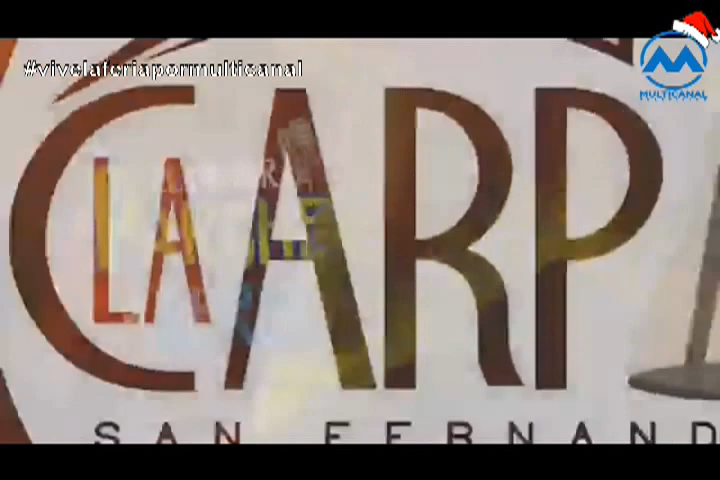 #vivelaferiapormulticanal
MULTICANAL
LA CARP
SAN FERNAND